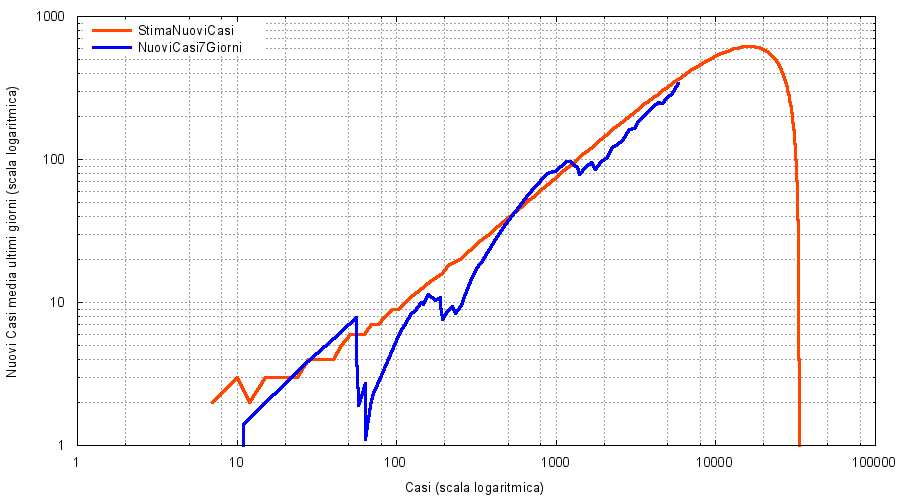 1000
StimaNuoviCasi
NuoviCasi7Giorni
100
10
1
Nuovi Casi media ultimi giorni (scala logaritmica)
1 10 100 1000 10000 100000
Casi (scala logaritmica)